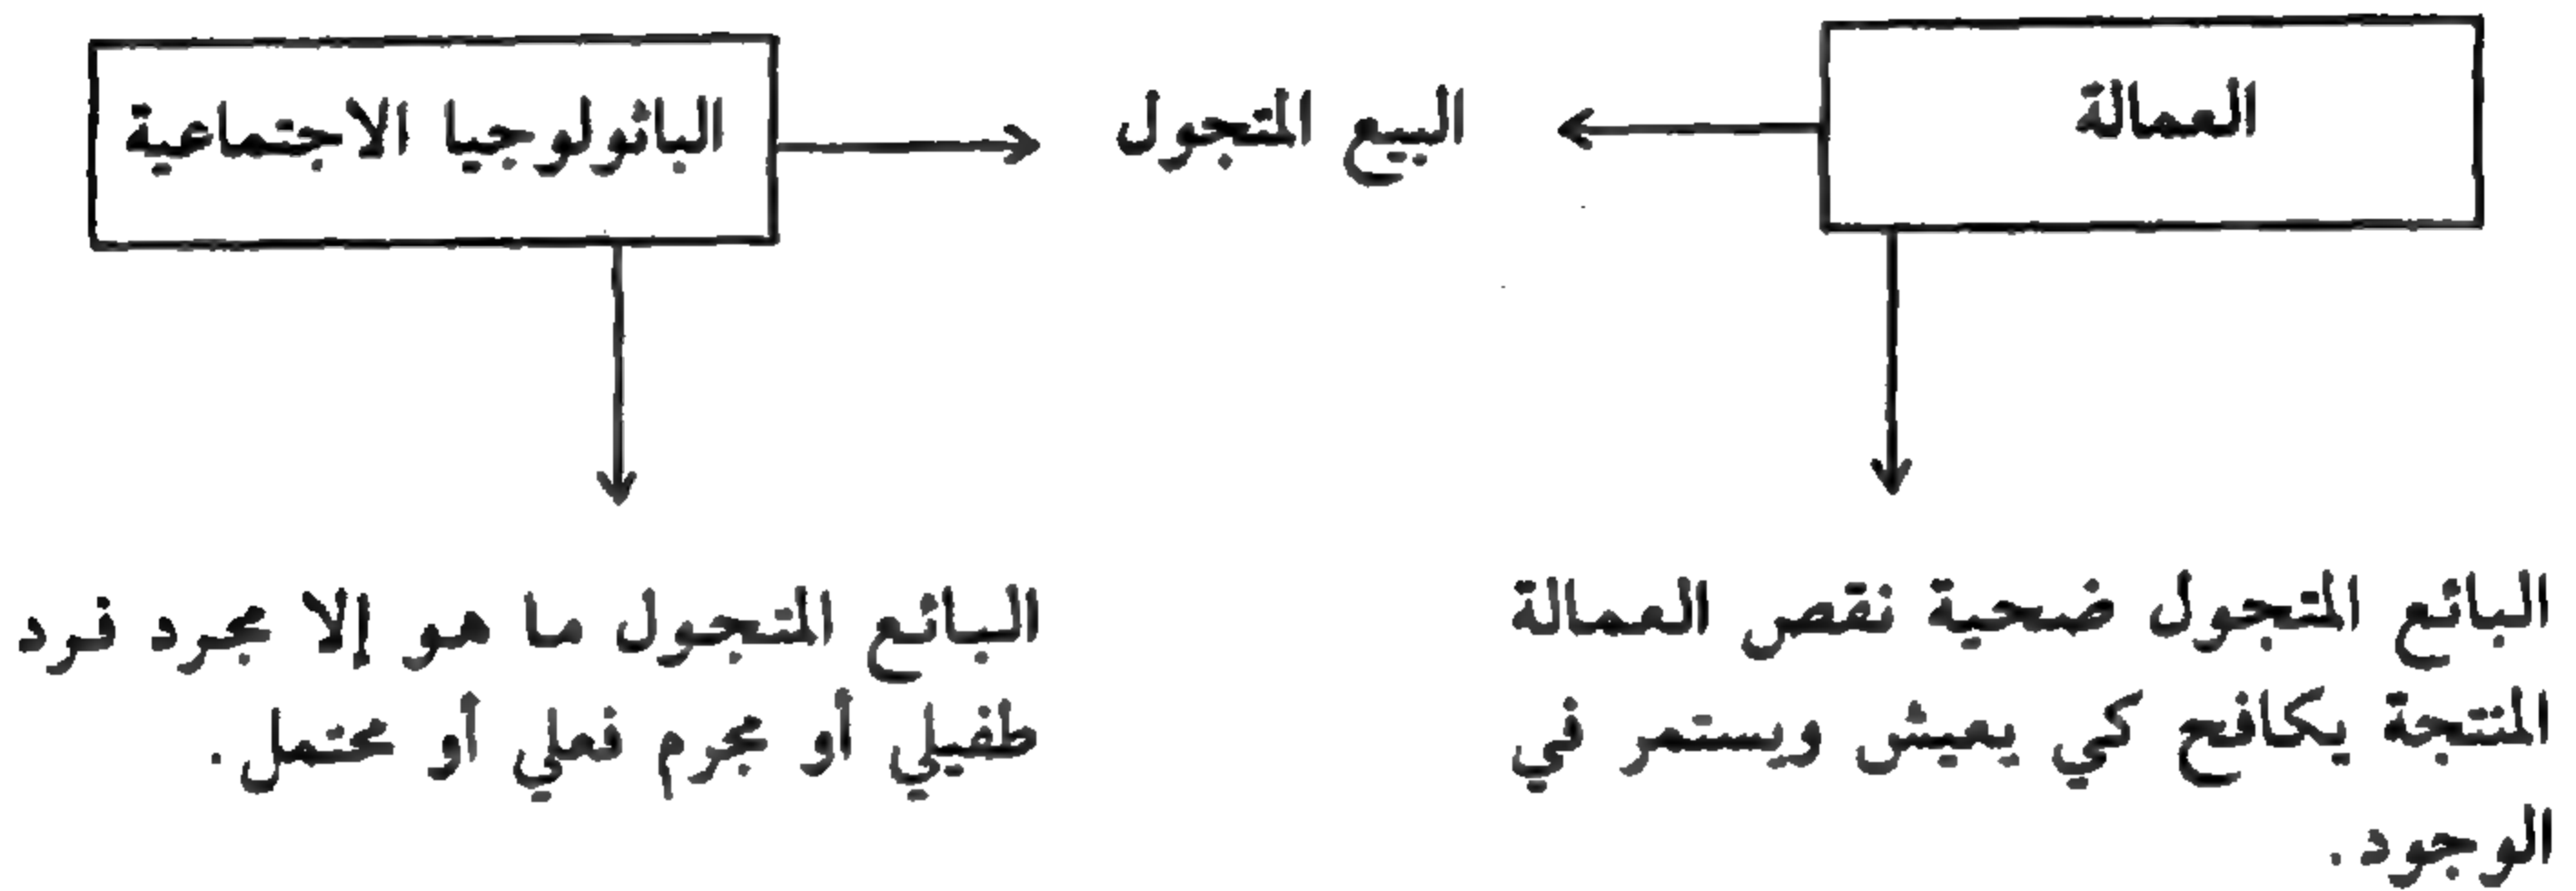 العمالة
البيع المتجول
الباثولوجيا الاجتماعية
البائع المتجول ضحية نقص العمالة
المنتجة يكافح كي يعيش ويستمر في
الوجود.
البائع المتجول ما هو إلا مجرد فرد
طفيلي أو مجرم فعلي أو محتمل.